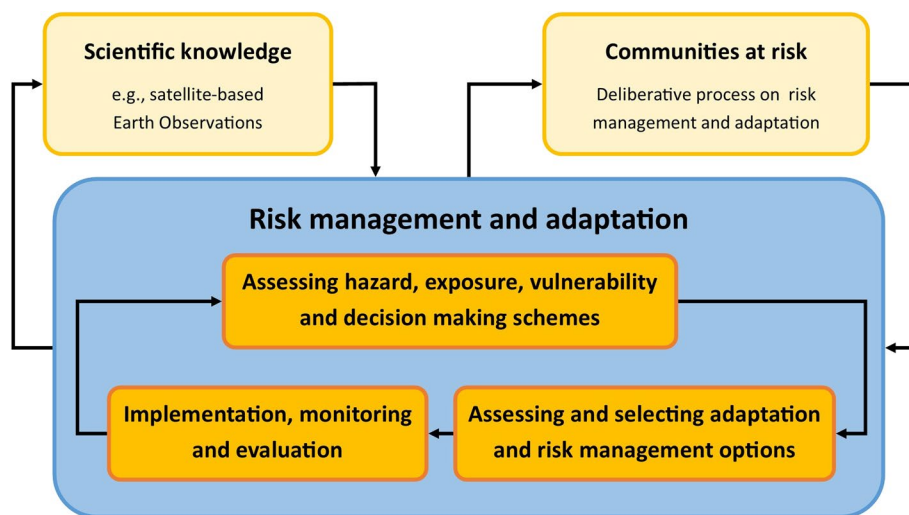 Scientific knowledge
e.g., satellite-based
Earth Observations
Communities at risk
Deliberative process on risk
management and adaptation
Risk management and adaptation
Assessing hazard, exposure, vulnerability
and decision making schemes
Implementation, monitoring
and evaluation
Assessing and selecting adaptation
and risk management options